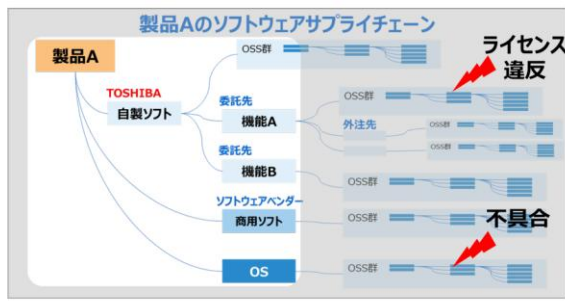 製品Aのソフトウェアサプライチェーン
製品A
OSS群
ライセンス
違反
TOSHIBA
自製ソフト
委託先
機能A
OSS群
外注先
OSS群
OSS群
委託先
機能B
OSS群
ソフトウェアベンダー
商用ソフト
OSS群
不具合
OS
OSS群